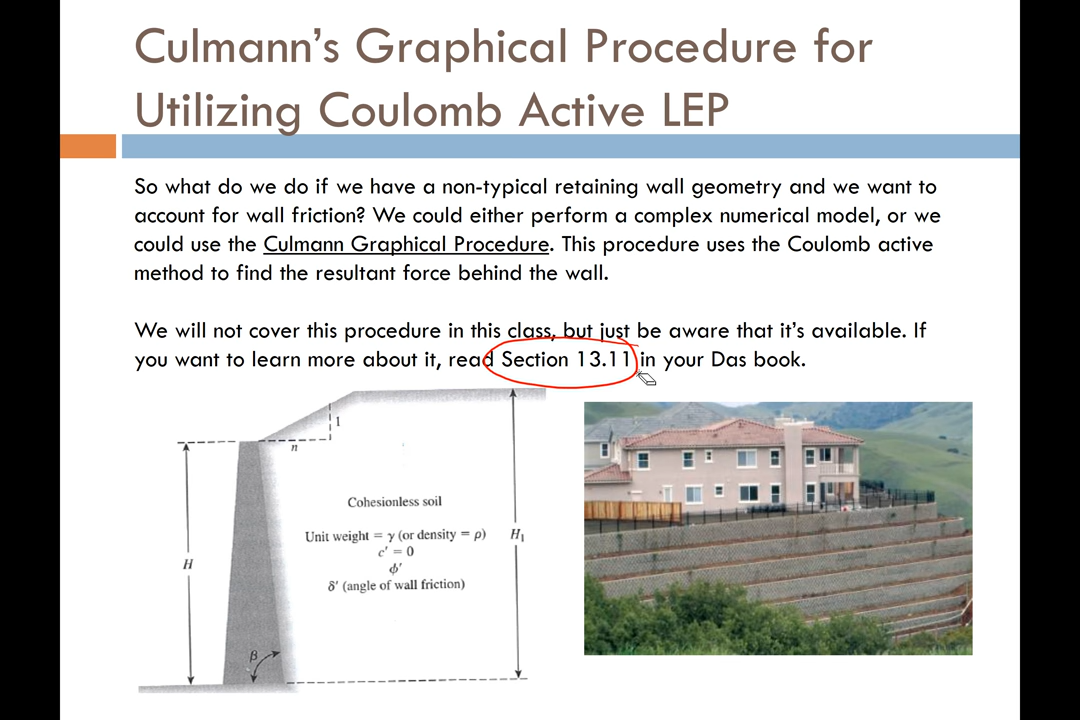 Culmann's Graphical Procedure for
Utilizing Coulomb Active LEP
So what do we do if we have a non-typical retaining wall geometry and we want to
account for wall friction? We could either perform a complex numerical model, or we
could use the Culmann Graphical Procedure. This procedure uses the Coulomb active
method to find the resultant force behind the wall.
We will not cover this procedure in this class, but just be aware that it's available. If
you want to learn more about it, read Section 13.11 in your Das book.
1
n
Cohesionless soil
Unit weight = γ (or density = ρ)
c′ = 0
ϕ′
δ′ (angle of wall friction)
H
H₁
β